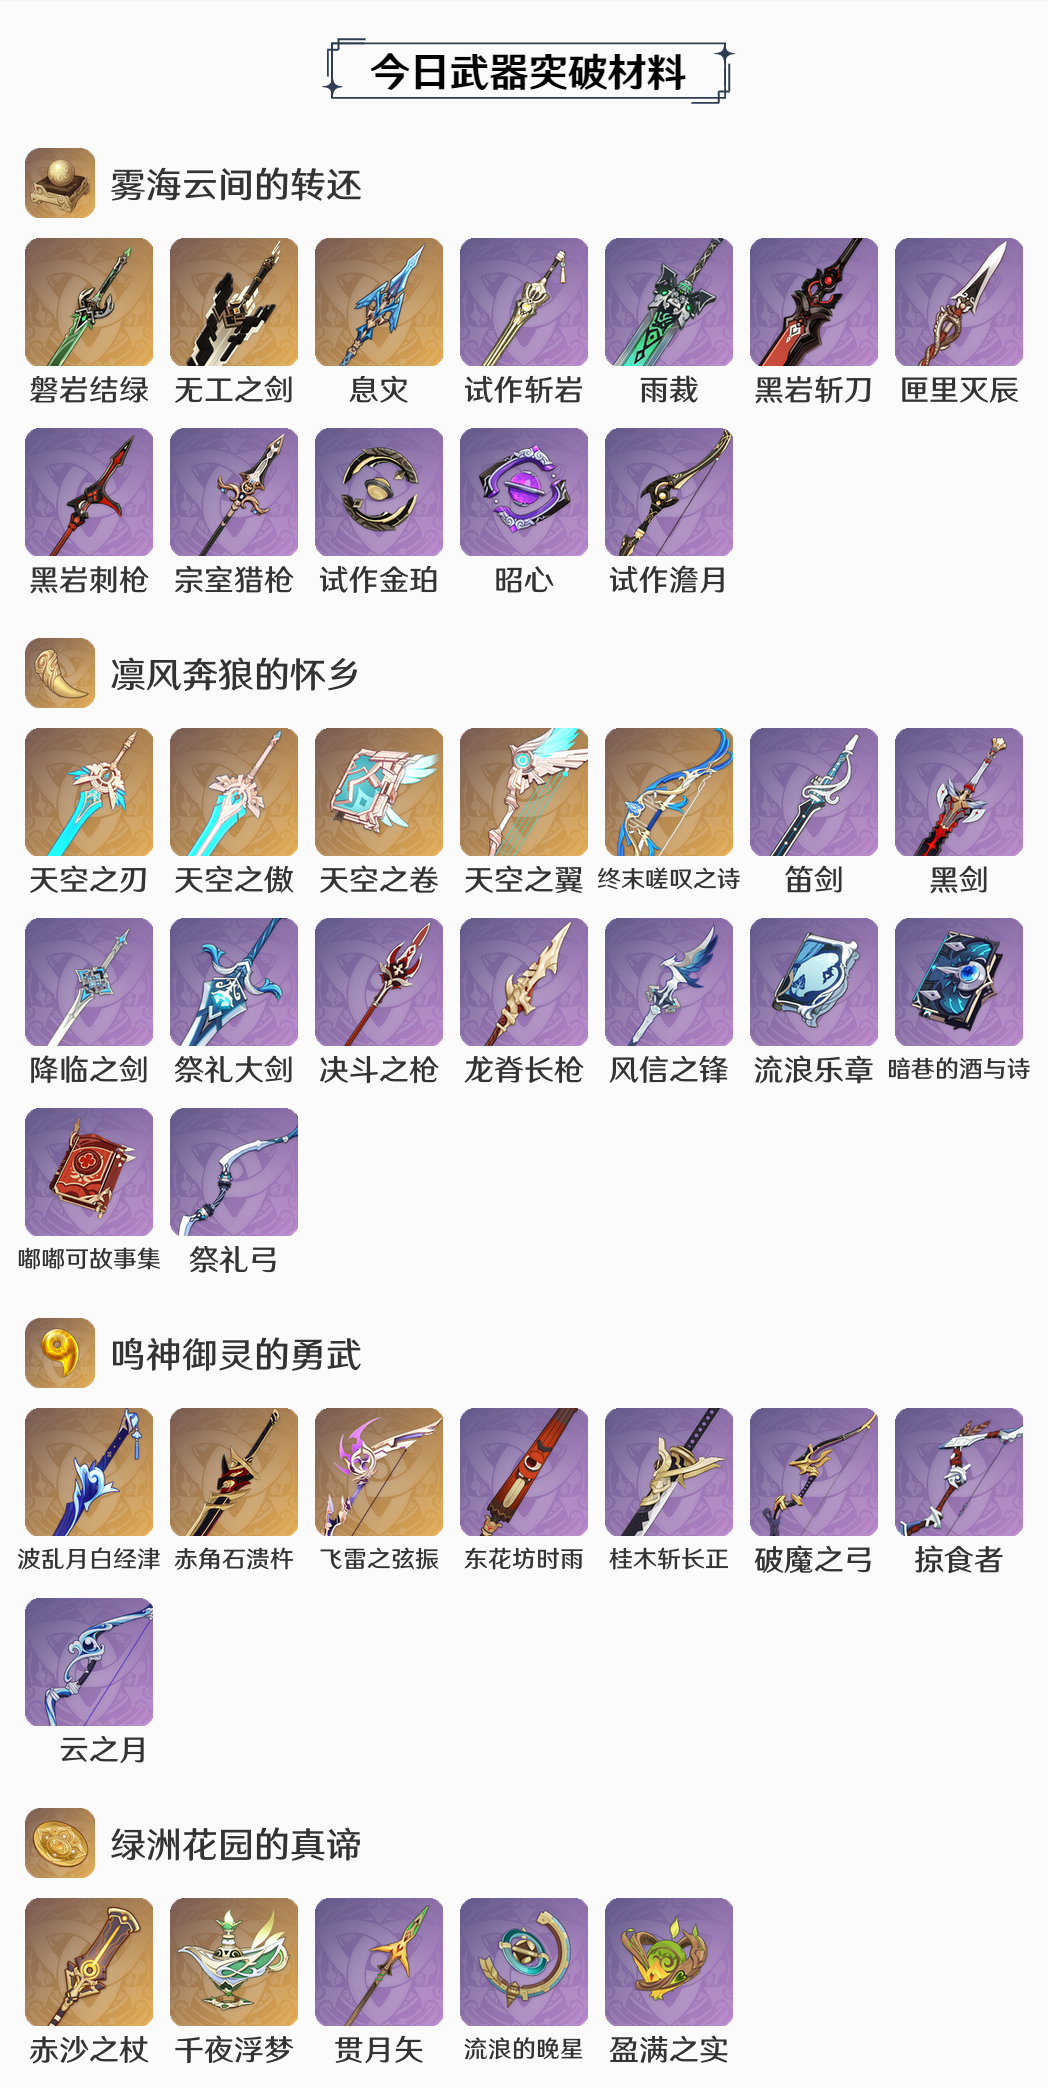 今日武器突破材料
雾海云间的转还
磐岩结绿 无工之剑 息灾 试作斩岩 雨裁 黑岩斩刀 匣里灭辰
黑岩刺枪 宗室猎枪 试作金珀 昭心 试作澹月
凛风奔狼的怀乡
天空之刃 天空之傲 天空之卷 天空之翼 终末嗟叹之诗 笛剑 黑剑
降临之剑 祭礼大剑 决斗之枪 龙脊长枪 风信之锋 流浪乐章 暗巷的酒与诗
嘟嘟可故事集 祭礼弓
鸣神御灵的勇武
波乱月白经津 赤角石溃杵 飞雷之弦振 东花坊时雨 桂木斩长正 破魔之弓 掠食者
云之月
绿洲花园的真谛
赤沙之杖 千夜浮梦 贯月矢 流浪的晚星 盈满之实